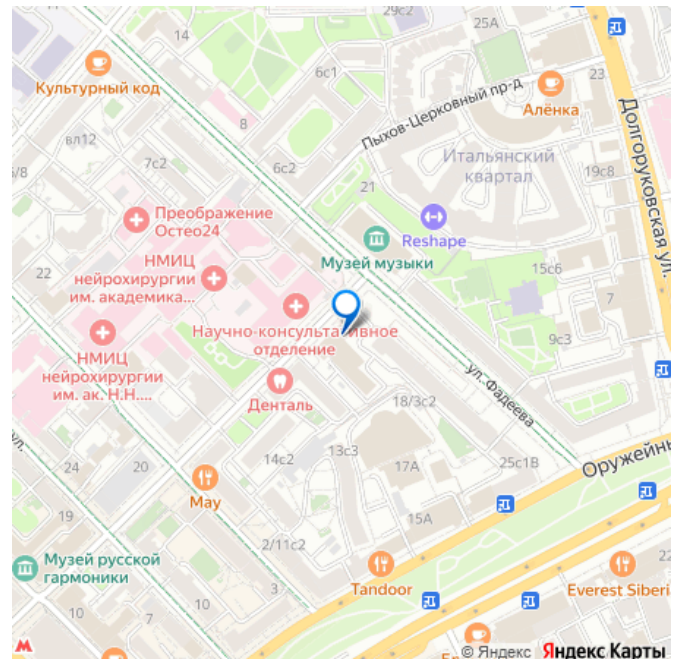 29с2
25А
Культурный код
6с1
23
Алёнка
Долгоруковская ул.
8
Пыхов-Церковный пр-д
вл12
7с2
6с2
Итальянский
квартал
19с8
21
Преображение
Остео24
Reshape
Музей музыки
22
НМИЦ
нейрохирургии
им. академика...
15с6
7
Научно-консультативное
отделение
9с3
НМИЦ
нейрохирургии
им. ак. Н.Н....
ул. Фадеева
Денталь
18/3с2
ул.
13с3
14с2
24
20
17А
25с1В
Оружейны
May
19
15А
2/11с2
Музей русской
гармоники
Tandoor
Everest Siberi
3
10
7
10
10
© Яндекс Яндекс Карты